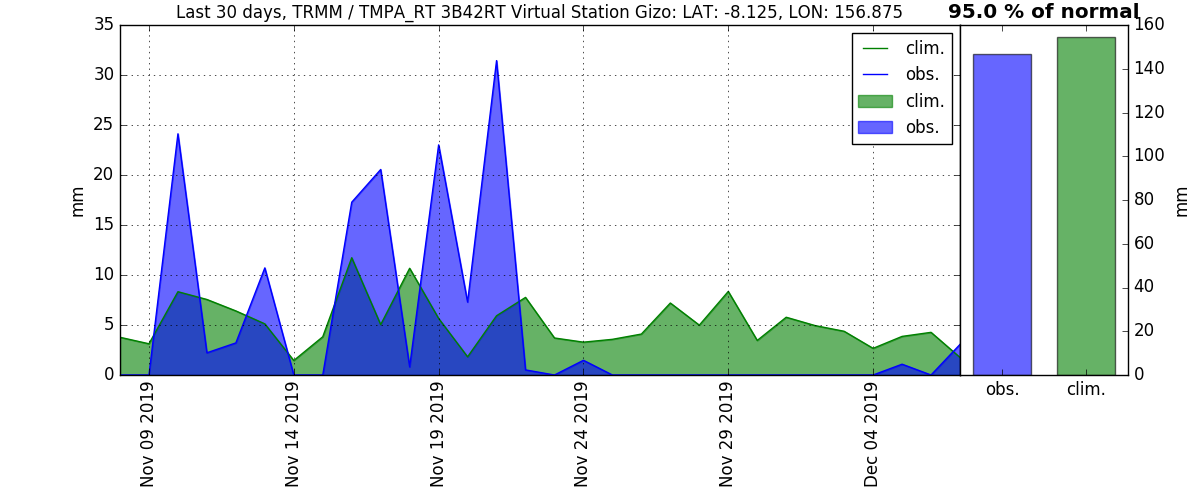 Last 30 days, TRMM / TMPA_RT 3B42RT Virtual Station Gizo: LAT: -8.125, LON: 156.875
95.0 % of normal
35
30
25
20
15
10
5
0
mm
clim.
obs.
clim.
obs.
Nov 09 2019
Nov 14 2019
Nov 19 2019
Nov 24 2019
Nov 29 2019
Dec 04 2019
160
140
120
100
80
60
40
20
0
mm
obs.
clim.